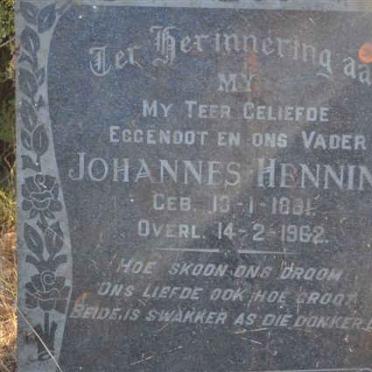 Ter Herinnering aa
MY
MY TEER GELIEFDE
EGGENOOT EN ONS VADER
JOHANNES HENNIN
GEB. 13-1-1891.
OVERL. 14-2-1962.
HOE SKOON ONS DROOM
ONS LIEFDE OOK HOE GROOT
BEIDE IS SWAKKER AS DIE DONKER